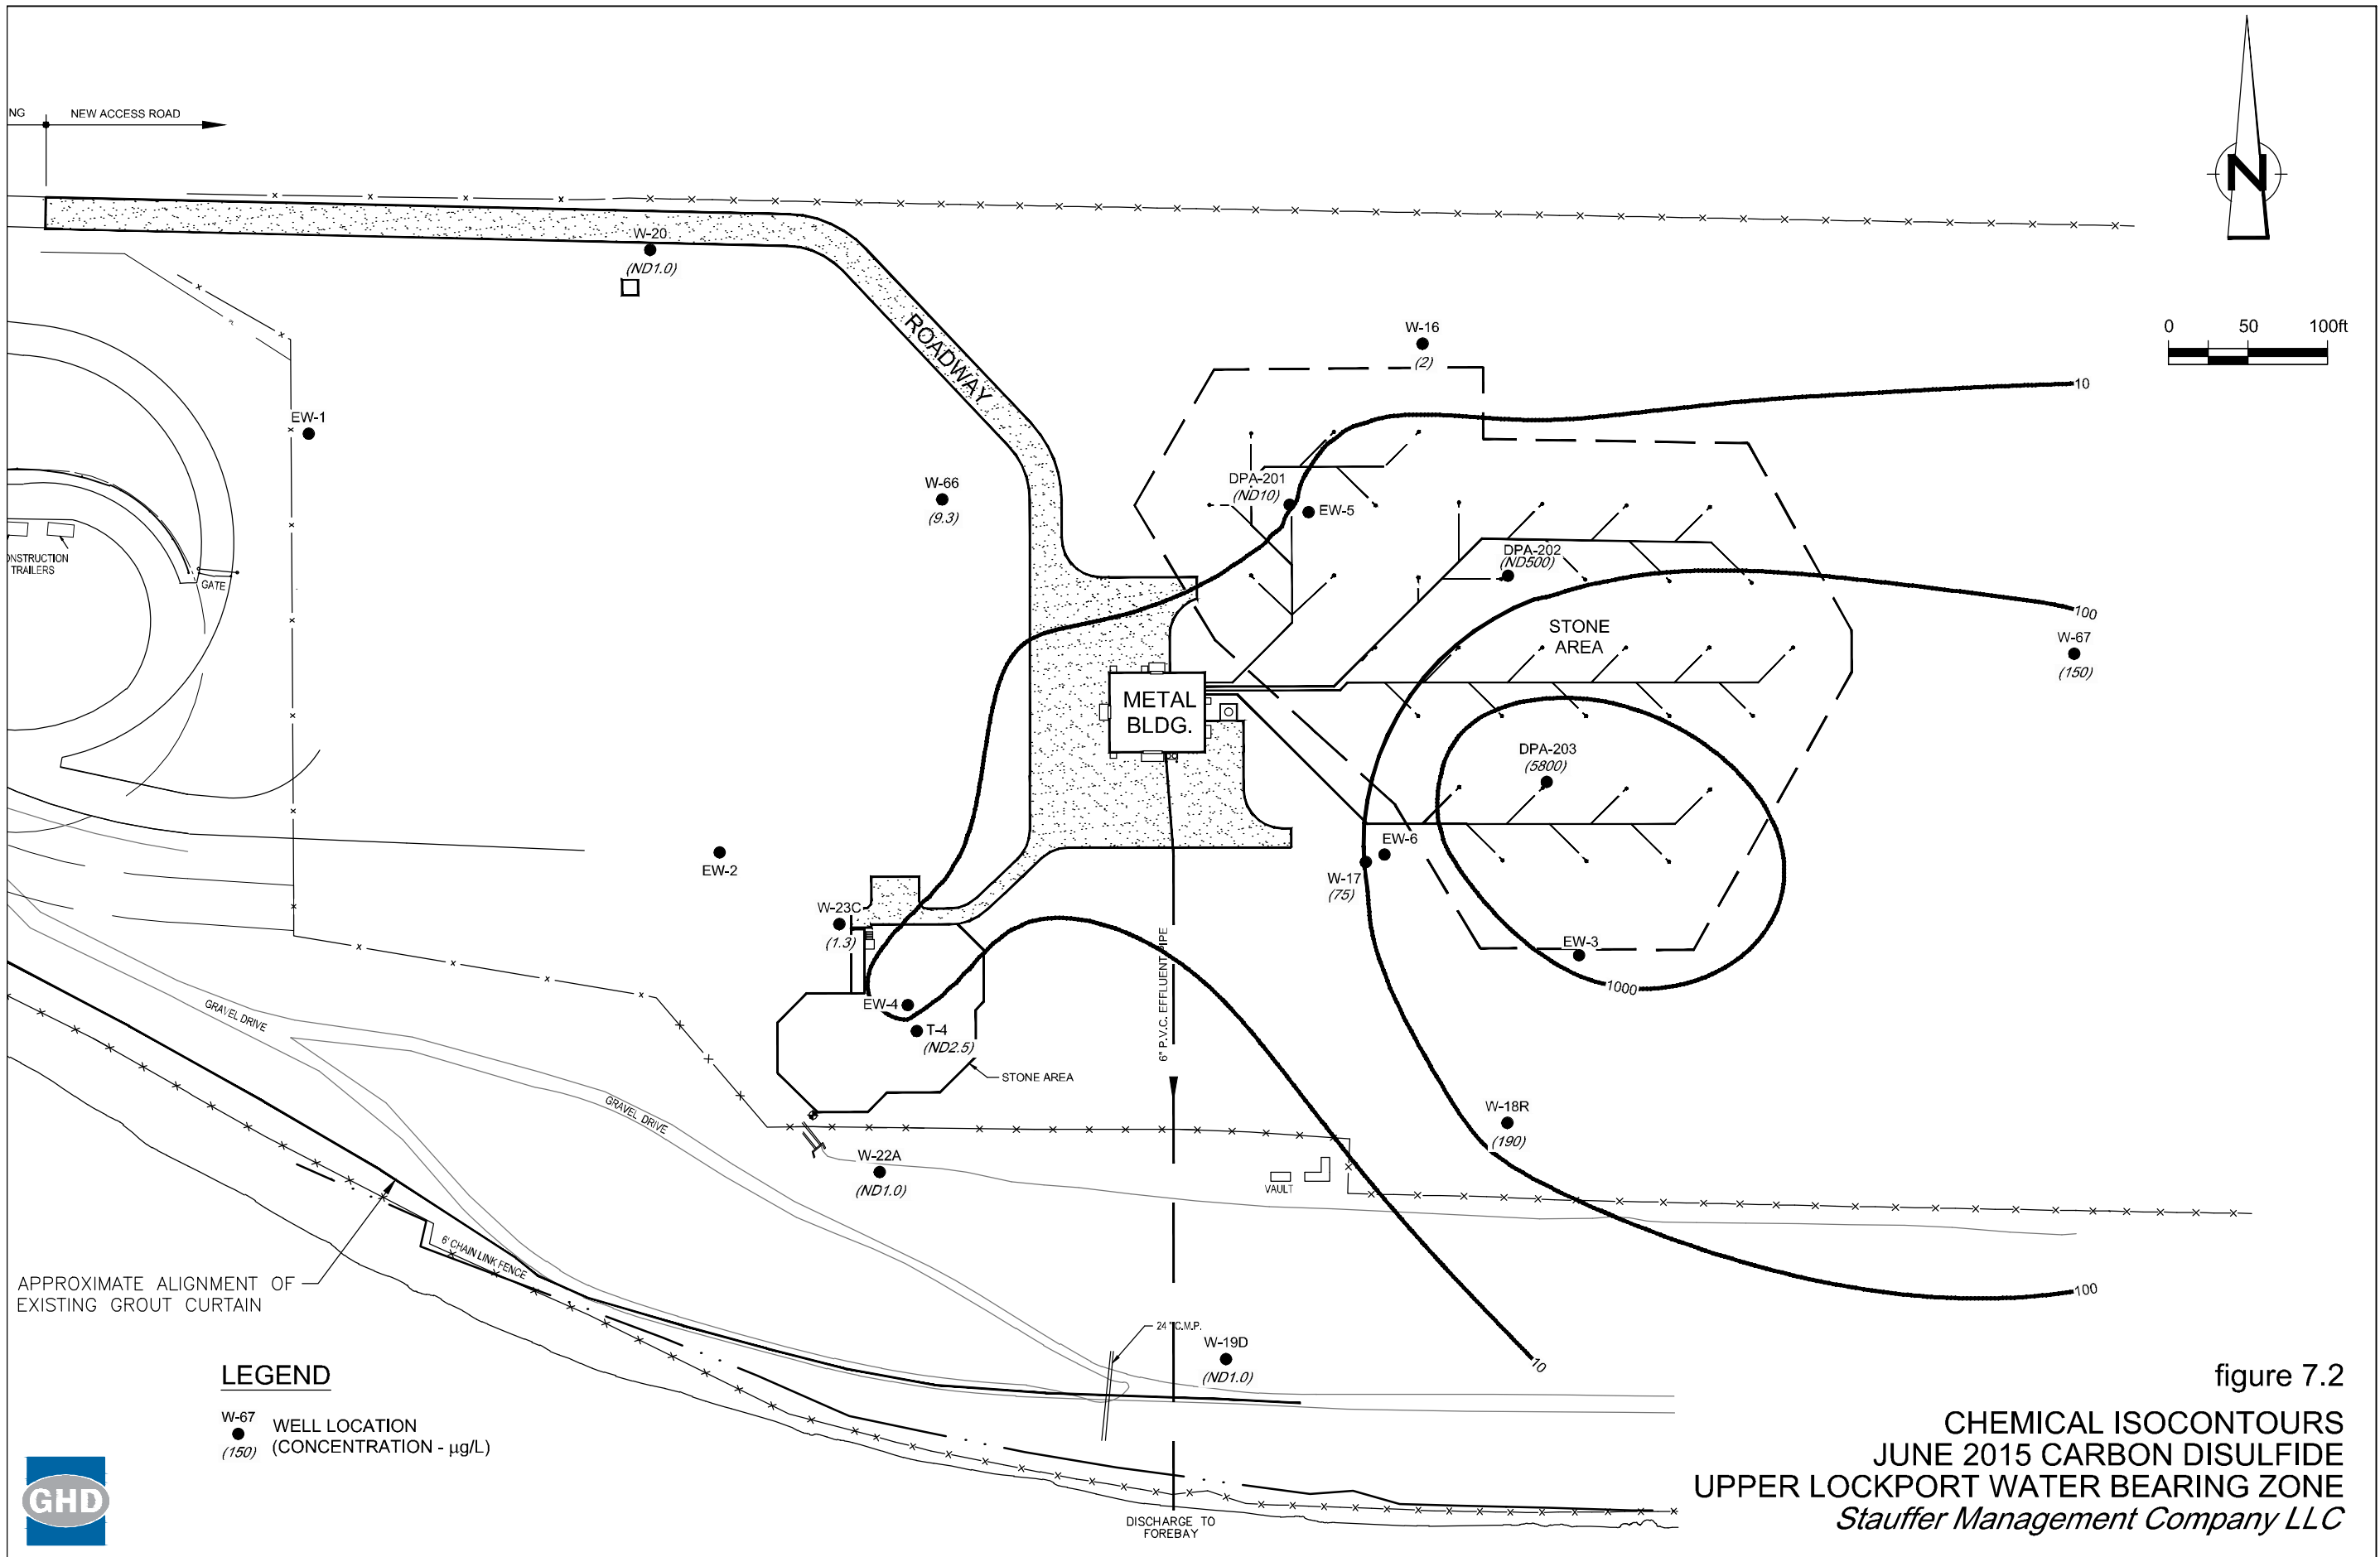 NG
NEW ACCESS ROAD
N
W-20
(ND1.0)
ROADWAY
W-16
(2)
0 50 100ft
10
EW-1
W-66
(9.3)
DPA-201
(ND10)
EW-5
DPA-202
(ND500)
TRAILERS
GATE
100
STONE
AREA
W-67
(150)
METAL
BLDG.
DPA-203
(5800)
EW-6
W-17
(75)
EW-2
W-23C
(1.3)
EW-3
1000
EW-4
T-4
(ND2.5)
STONE AREA
6" P.V.C. EFFLUENT PIPE
GRAVEL DRIVE
GRAVEL DRIVE
W-18R
(190)
W-22A
(ND1.0)
VAULT
6' CHAIN LINK FENCE
APPROXIMATE ALIGNMENT OF
EXISTING GROUT CURTAIN
100
24" C.M.P.
W-19D
(ND1.0)
10
DISCHARGE TO
FOREBAY
LEGEND
W-67
(150)
WELL LOCATION
(CONCENTRATION - µg/L)
GHD
figure 7.2
CHEMICAL ISOCONTOURS
JUNE 2015 CARBON DISULFIDE
UPPER LOCKPORT WATER BEARING ZONE
Stauffer Management Company LLC